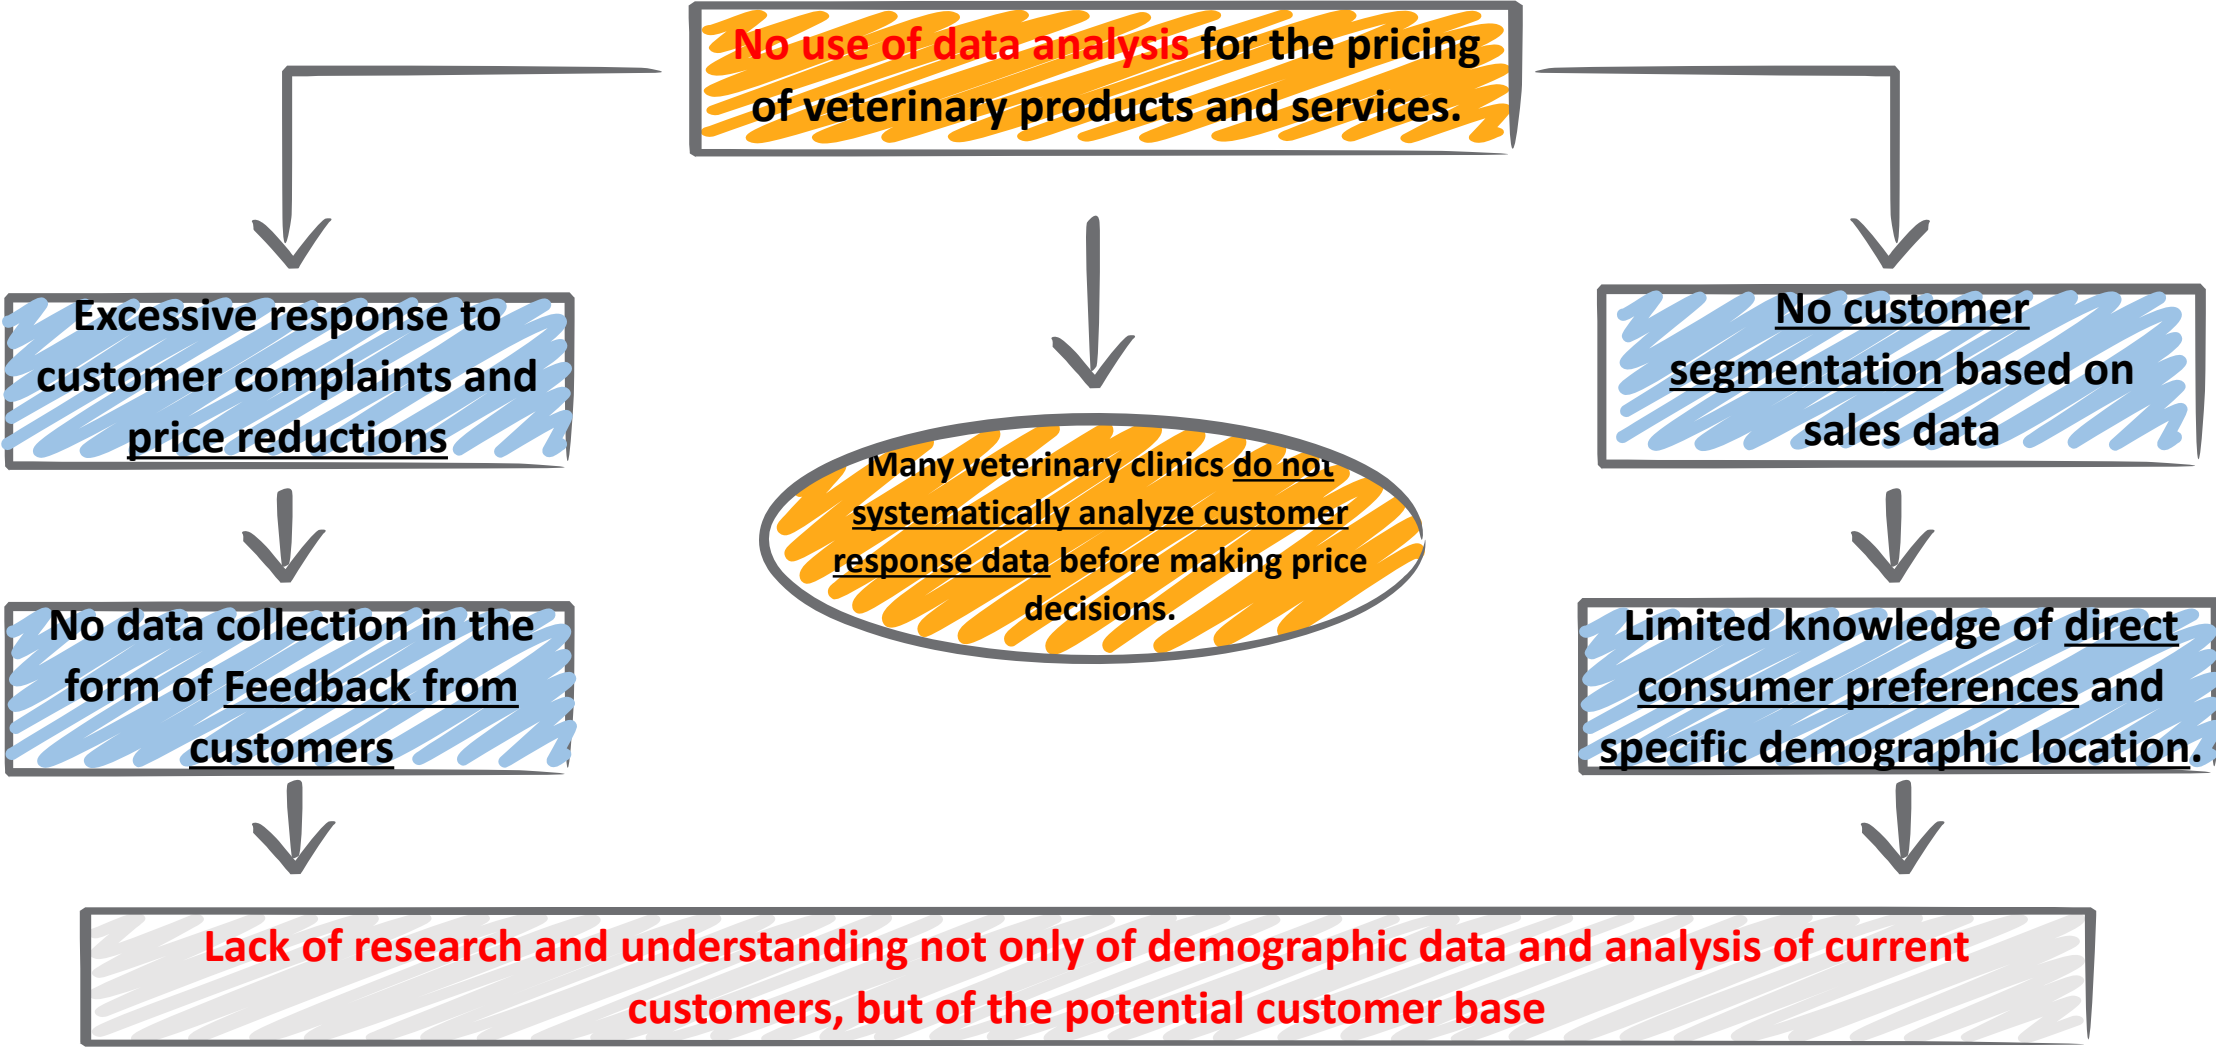 No use of data analysis for the pricing
of veterinary products and services.
Excessive response to
customer complaints and
price reductions
No data collection in the
form of Feedback from
customers
Many veterinary clinics do not
systematically analyze customer
response data before making price
decisions.
No customer
segmentation based on
sales data
Limited knowledge of direct
consumer preferences and
specific demographic location.
Lack of research and understanding not only of demographic data and analysis of current
customers, but of the potential customer base